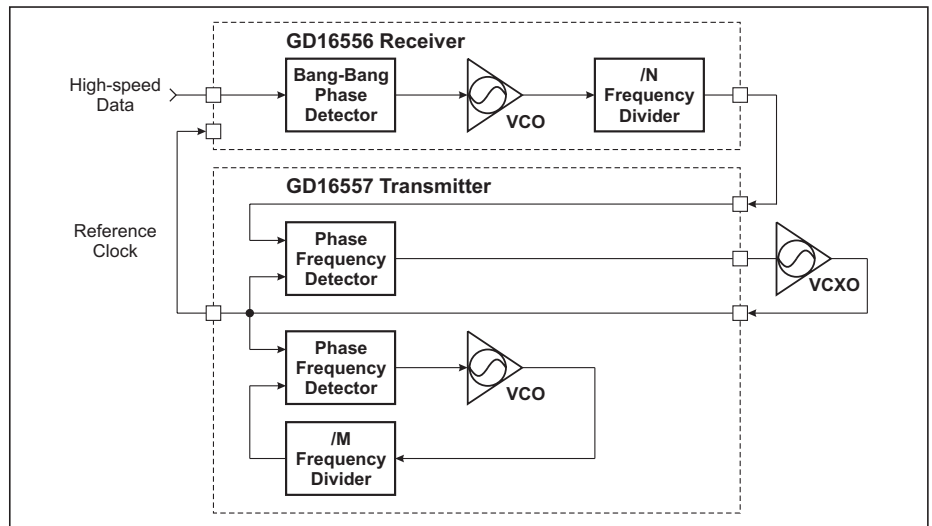 GD16556 Receiver
High-speed
Data
Bang-Bang
Phase
Detector
VCO
/N
Frequency
Divider
GD16557 Transmitter
Reference
Clock
Phase
Frequency
Detector
VCXO
Phase
Frequency
Detector
VCO
/M
Frequency
Divider